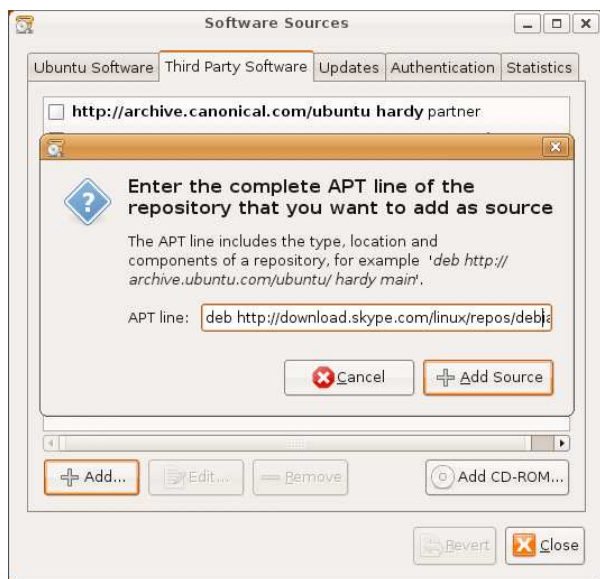 Software Sources
Ubuntu Software Third Party Software Updates Authentication Statistics
http://archive.canonical.com/ubuntu hardy partner
Enter the complete APT line of the
repository that you want to add as source
The APT line includes the type, location and
components of a repository, for example 'deb http://
archive.ubuntu.com/ubuntu/ hardy main'.
APT line: deb http://download.skype.com/linux/repos/debia
Cancel Add Source
Add... Edit... Remove Add CD-ROM...
Revert Close